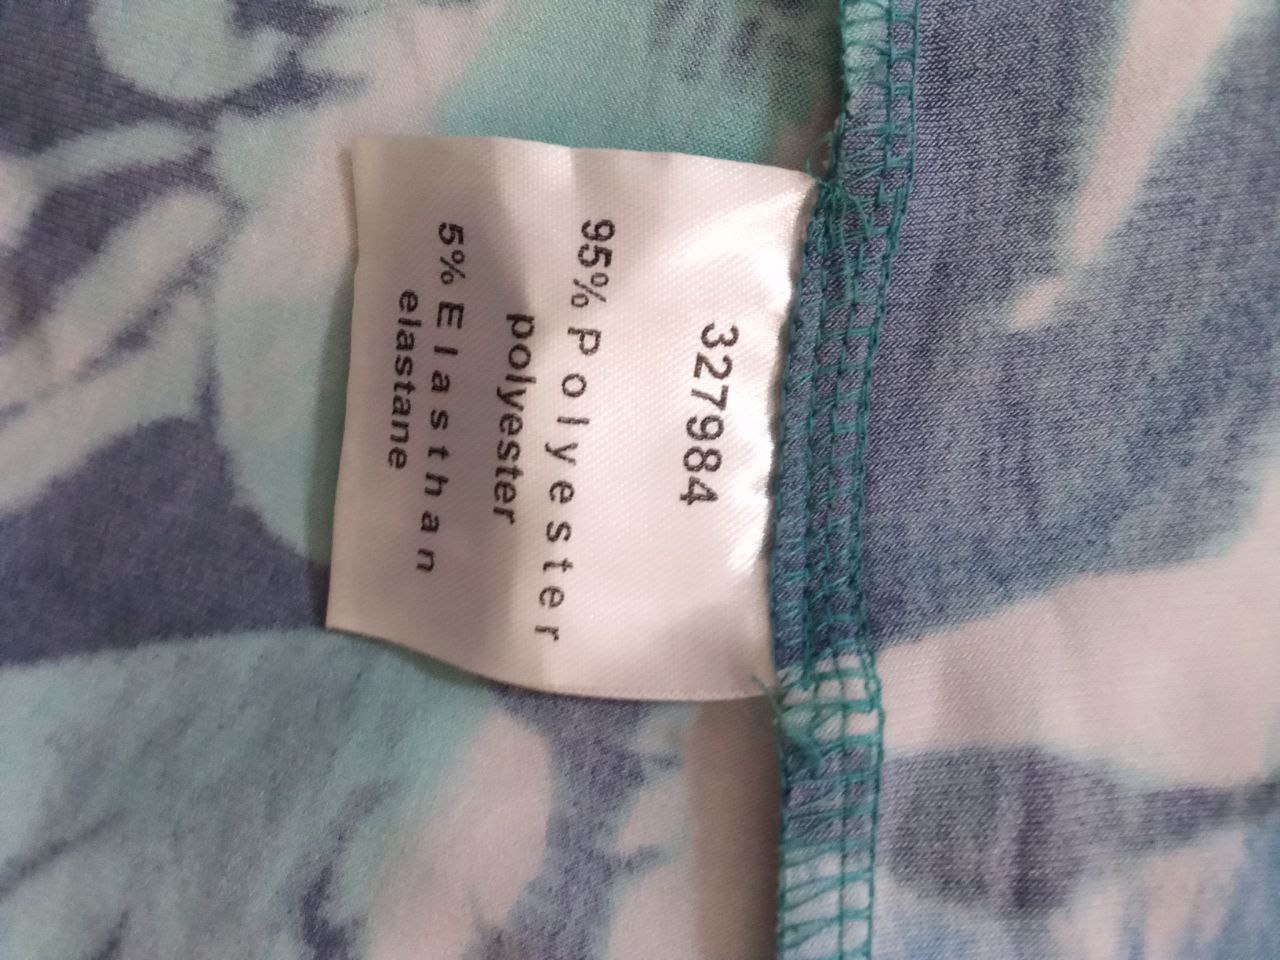 327984
95% Polyester
polyester
5% Elasthan
elastane